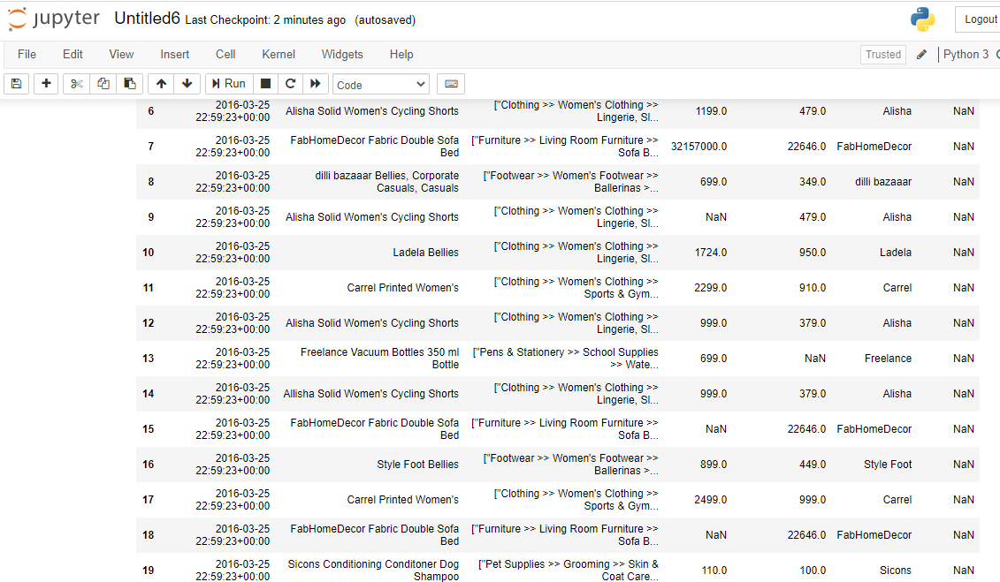 jupyter Untitled6 Last Checkpoint: 2 minutes ago (autosaved) Logout
File Edit View Insert Cell Kernel Widgets Help Trusted Python 3
Run Code
6 2016-03-25 22:59:23+00:00 Alisha Solid Women's Cycling Shorts ["Clothing >> Women's Clothing >> Lingerie, Sl... 1199.0 479.0 Alisha NaN
7 2016-03-25 22:59:23+00:00 FabHomeDecor Fabric Double Sofa Bed ["Furniture >> Living Room Furniture >> Sofa B... 32157000.0 22646.0 FabHomeDecor NaN
8 2016-03-25 22:59:23+00:00 dilli bazaaar Bellies, Corporate Casuals, Casuals ["Footwear >> Women's Footwear >> Ballerinas >... 699.0 349.0 dilli bazaaar NaN
9 2016-03-25 22:59:23+00:00 Alisha Solid Women's Cycling Shorts ["Clothing >> Women's Clothing >> Lingerie, Sl... NaN 479.0 Alisha NaN
10 2016-03-25 22:59:23+00:00 Ladela Bellies ["Clothing >> Women's Clothing >> Lingerie, Sl... 1724.0 950.0 Ladela NaN
11 2016-03-25 22:59:23+00:00 Carrel Printed Women's ["Clothing >> Women's Clothing >> Sports & Gym... 2299.0 910.0 Carrel NaN
12 2016-03-25 22:59:23+00:00 Alisha Solid Women's Cycling Shorts ["Clothing >> Women's Clothing >> Lingerie, Sl... 999.0 379.0 Alisha NaN
13 2016-03-25 22:59:23+00:00 Freelance Vacuum Bottles 350 ml Bottle ["Pens & Stationery >> School Supplies >> Wate... 699.0 NaN Freelance NaN
14 2016-03-25 22:59:23+00:00 Allisha Solid Women's Cycling Shorts ["Clothing >> Women's Clothing >> Lingerie, Sl... 999.0 379.0 Alisha NaN
15 2016-03-25 22:59:23+00:00 FabHomeDecor Fabric Double Sofa Bed ["Furniture >> Living Room Furniture >> Sofa B... NaN 22646.0 FabHomeDecor NaN
16 2016-03-25 22:59:23+00:00 Style Foot Bellies ["Footwear >> Women's Footwear >> Ballerinas >... 899.0 449.0 Style Foot NaN
17 2016-03-25 22:59:23+00:00 Carrel Printed Women's ["Clothing >> Women's Clothing >> Sports & Gym... 2499.0 999.0 Carrel NaN
18 2016-03-25 22:59:23+00:00 FabHomeDecor Fabric Double Sofa Bed ["Furniture >> Living Room Furniture >> Sofa B... NaN 22646.0 FabHomeDecor NaN
19 2016-03-25 22:59:23+00:00 Sicons Conditioning Conditoner Dog Shampoo ["Pet Supplies >> Grooming >> Skin & Coat Care... 110.0 100.0 Sicons NaN